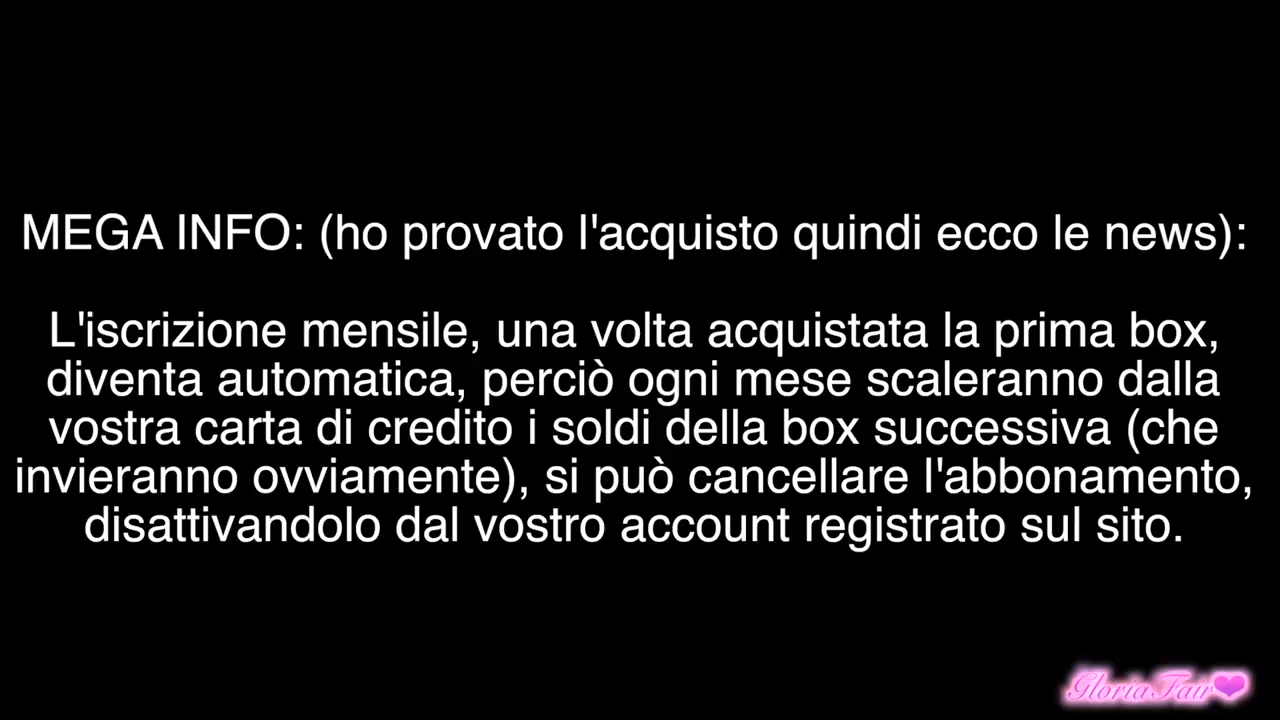 MEGA INFO: (ho provato l'acquisto quindi ecco le news):
L'iscrizione mensile, una volta acquistata la prima box,
diventa automatica, perciò ogni mese scaleranno dalla
vostra carta di credito i soldi della box successiva (che
invieranno ovviamente), si può cancellare l'abbonamento,
disattivandolo dal vostro account registrato sul sito.
GloriaFair